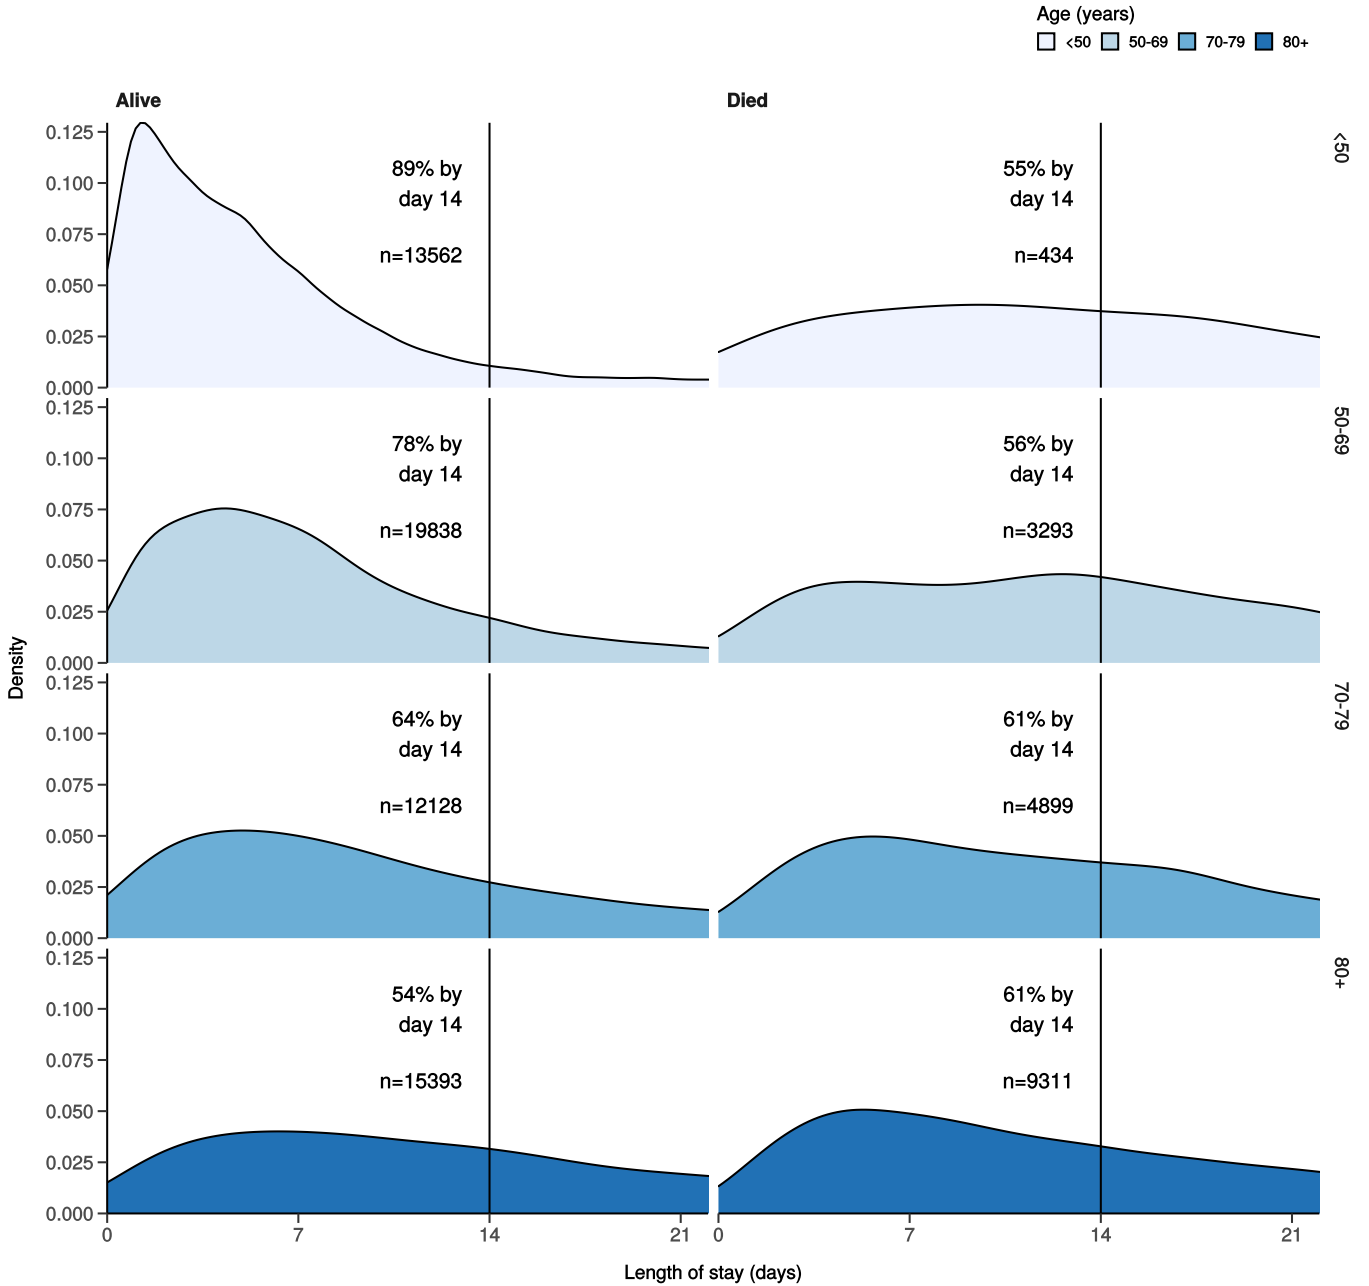 Age (years)
<50 50-69 70-79 80+
Alive Died
0.125
0.100
0.075
0.050
0.025
0.000
89% by
day 14
n=13562
55% by
day 14
n=434
<50
0.125
0.100
0.075
0.050
0.025
0.000
78% by
day 14
n=19838
56% by
day 14
n=3293
50-69
Density
0.125
0.100
0.075
0.050
0.025
0.000
64% by
day 14
n=12128
61% by
day 14
n=4899
70-79
0.125
0.100
0.075
0.050
0.025
0.000
54% by
day 14
n=15393
61% by
day 14
n=9311
80+
0 7 14 21 0 7 14 21
Length of stay (days)